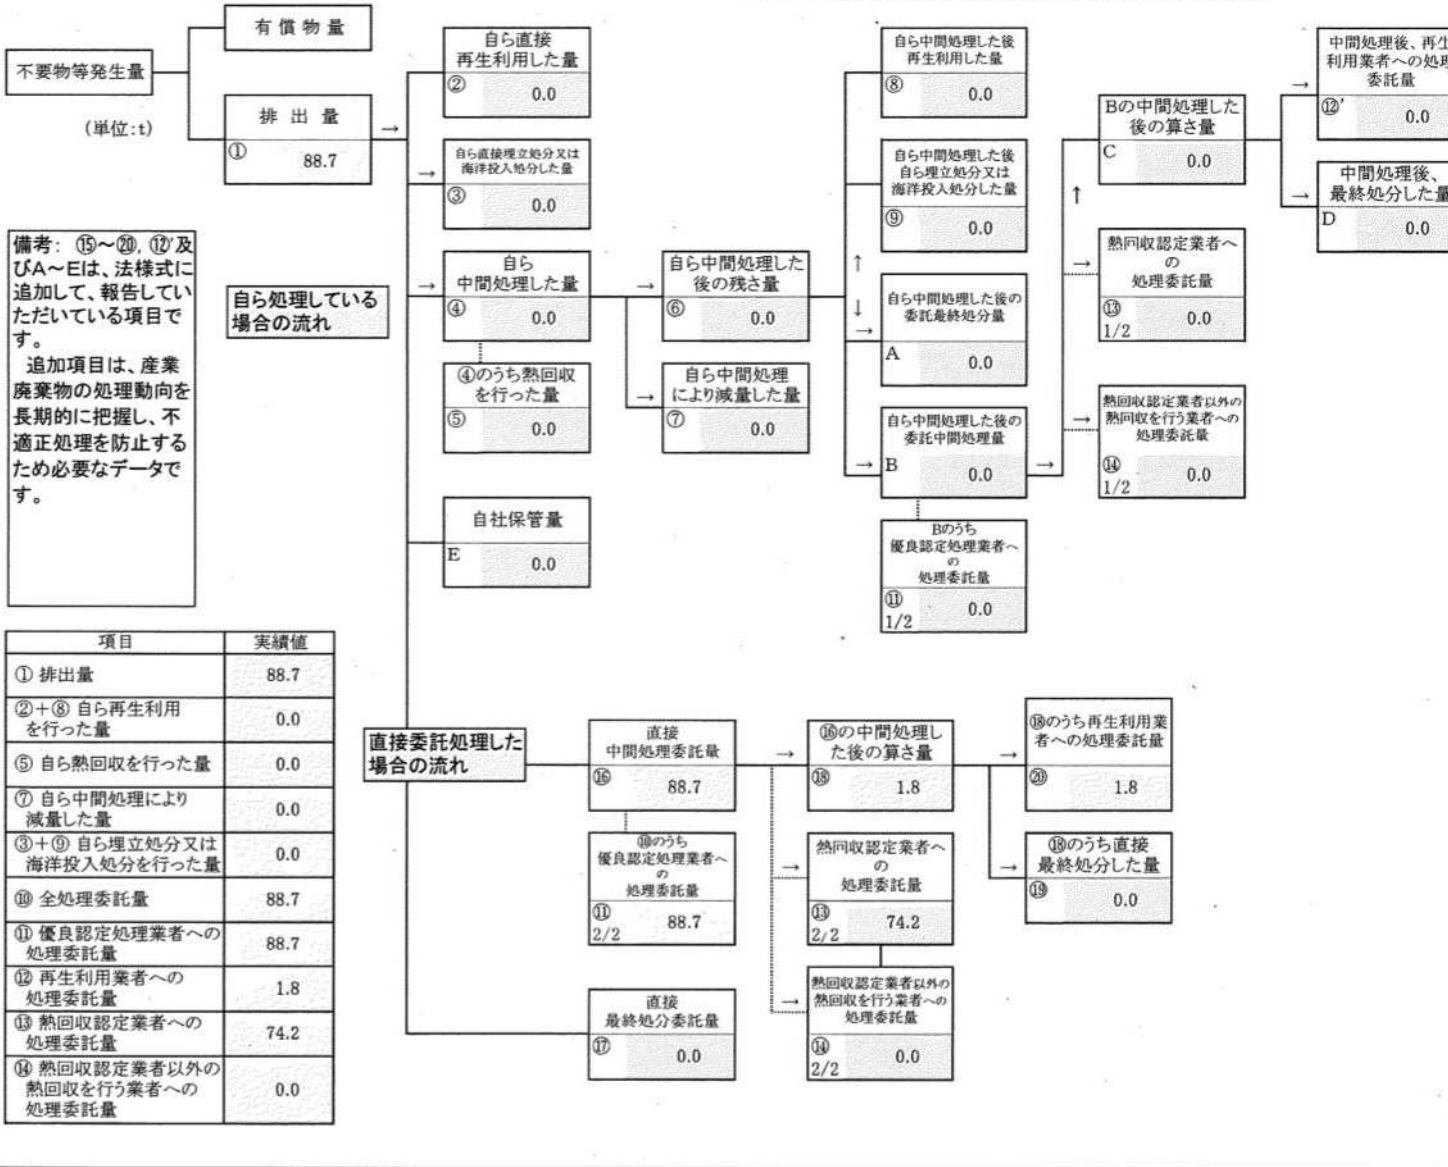 有償物量
不要物等発生量
(単位:t)
排出量
① 88.7
→
自ら直接
再生利用した量
② 0.0
→
自ら直接埋立処分又は
海洋投入処分した量
③ 0.0
→
自ら
中間処理した量
④ 0.0
④のうち熱回収
を行った量
⑤ 0.0
→
自ら中間処理した
後の残さ量
⑥ 0.0
→
自ら中間処理
により減量した量
⑦ 0.0
自ら中間処理した後
再生利用した量
⑧ 0.0
自ら中間処理した後
自ら埋立処分又は
海洋投入処分した量
⑨ 0.0
↑
↓
→
自ら中間処理した後の
委託最終処分量
A 0.0
→
自ら中間処理した後の
委託中間処理量
B 0.0
Bのうち
優良認定処理業者へ
の
処理委託量
⑪
1/2 0.0
→
↑
Bの中間処理した
後の算さ量
C 0.0
→
熱回収認定業者へ
の
処理委託量
⑬
1/2 0.0
→
熱回収認定業者以外の
熱回収を行う業者への
処理委託量
⑭
1/2 0.0
→
中間処理後、再生
利用業者への処理
委託量
⑫' 0.0
→
中間処理後、
最終処分した量
D 0.0
備考: ⑮~⑳, ⑫'及
びA~Eは、法様式に
追加して、報告してい
ただいている項目で
す。
追加項目は、産業
廃棄物の処理動向を
長期的に把握し、不
適正処理を防止する
ため必要なデータで
す。
自ら処理している
場合の流れ
自社保管量
E 0.0
項目 実績値
① 排出量 88.7
②+⑧ 自ら再生利用
を行った量 0.0
⑤ 自ら熱回収を行った量 0.0
⑦ 自ら中間処理により
減量した量 0.0
③+⑨ 自ら埋立処分又は
海洋投入処分を行った量 0.0
⑩ 全処理委託量 88.7
⑪ 優良認定処理業者への
処理委託量 88.7
⑫ 再生利用業者への
処理委託量 1.8
⑬ 熱回収認定業者への
処理委託量 74.2
⑭ 熱回収認定業者以外の
熱回収を行う業者への
処理委託量 0.0
直接委託処理した
場合の流れ
直接
中間処理委託量
⑯ 88.7
⑩のうち
優良認定処理業者へ
の
処理委託量
⑪
2/2 88.7
直接
最終処分委託量
⑰ 0.0
→
⑯の中間処理し
た後の算さ量
⑱ 1.8
→
熱回収認定業者へ
の
処理委託量
⑬
2/2 74.2
→
熱回収認定業者以外の
熱回収を行う業者への
処理委託量
⑭
2/2 0.0
→
⑱のうち再生利用業
者への処理委託量
⑳ 1.8
→
⑱のうち直接
最終処分した量
⑲ 0.0